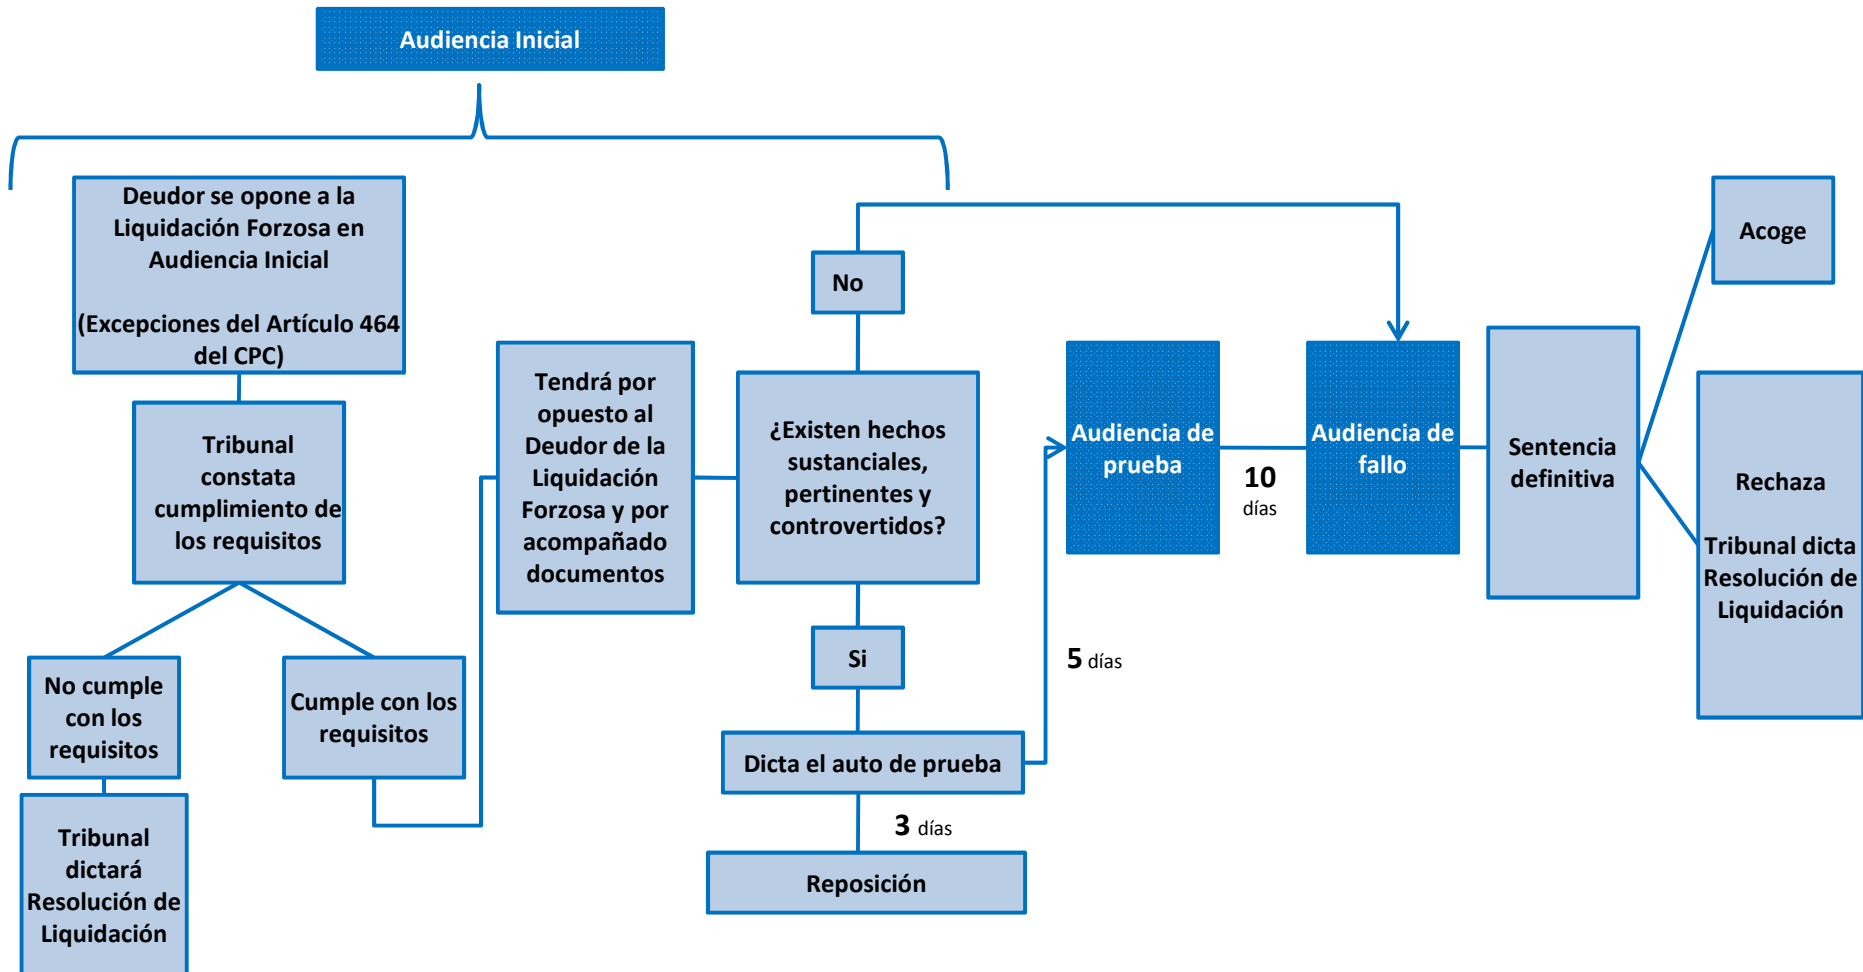 Audiencia Inicial
Deudor se opone a la
Liquidación Forzosa en
Audiencia Inicial
(Excepciones del Artículo 464
del CPC)
Tribunal
constata
cumplimiento de
los requisitos
No cumple
con los
requisitos
Tribunal
dictará
Resolución de
Liquidación
Cumple con los
requisitos
Tendrá por
opuesto al
Deudor de la
Liquidación
Forzosa y por
acompañado
documentos
No
¿Existen hechos
sustanciales,
pertinentes y
controvertidos?
Si
Dicta el auto de prueba
3 días
Reposición
5 días
Audiencia de
prueba
10
días
Audiencia de
fallo
Sentencia
definitiva
Acoge
Rechaza
Tribunal dicta
Resolución de
Liquidación